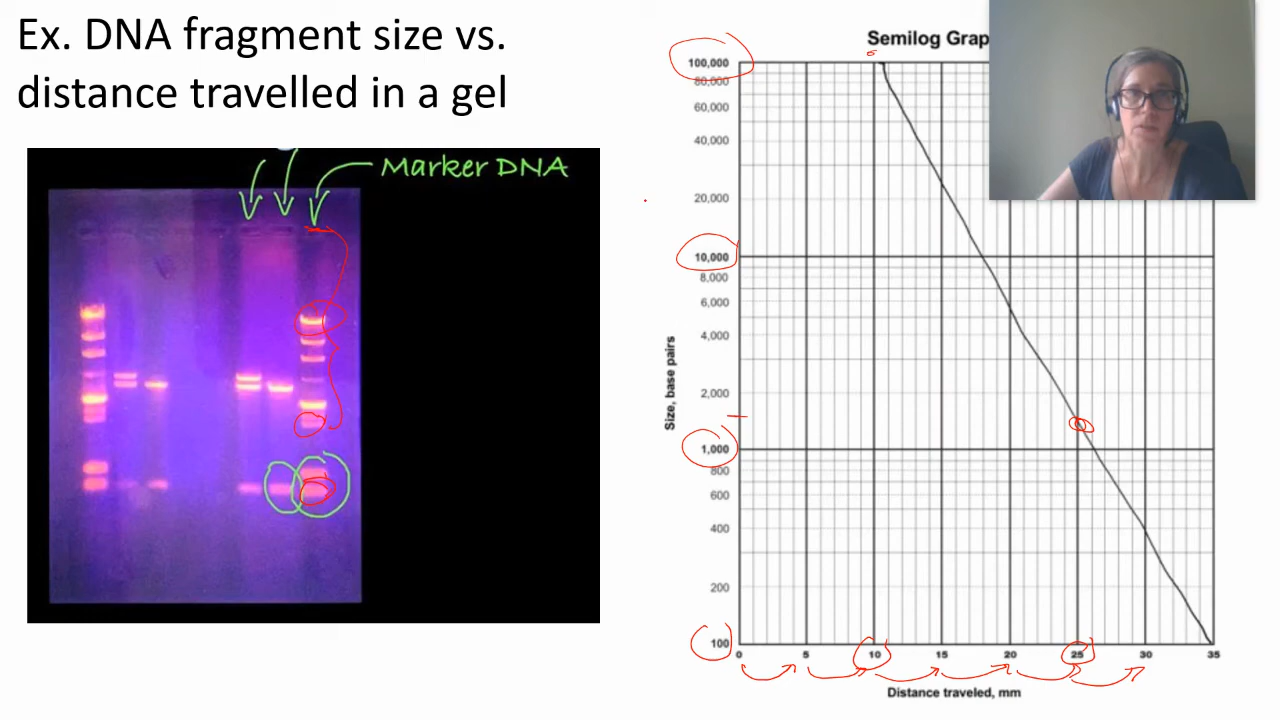 Ex. DNA fragment size vs.
distance travelled in a gel
Marker DNA
Semilog Grap
100,000
80,000
60,000
40,000
20,000
10,000
8,000
6,000
4,000
2,000
1,000
800
600
400
200
100
Size, base pairs
0 5 10 15 20 25 30 35
Distance traveled, mm